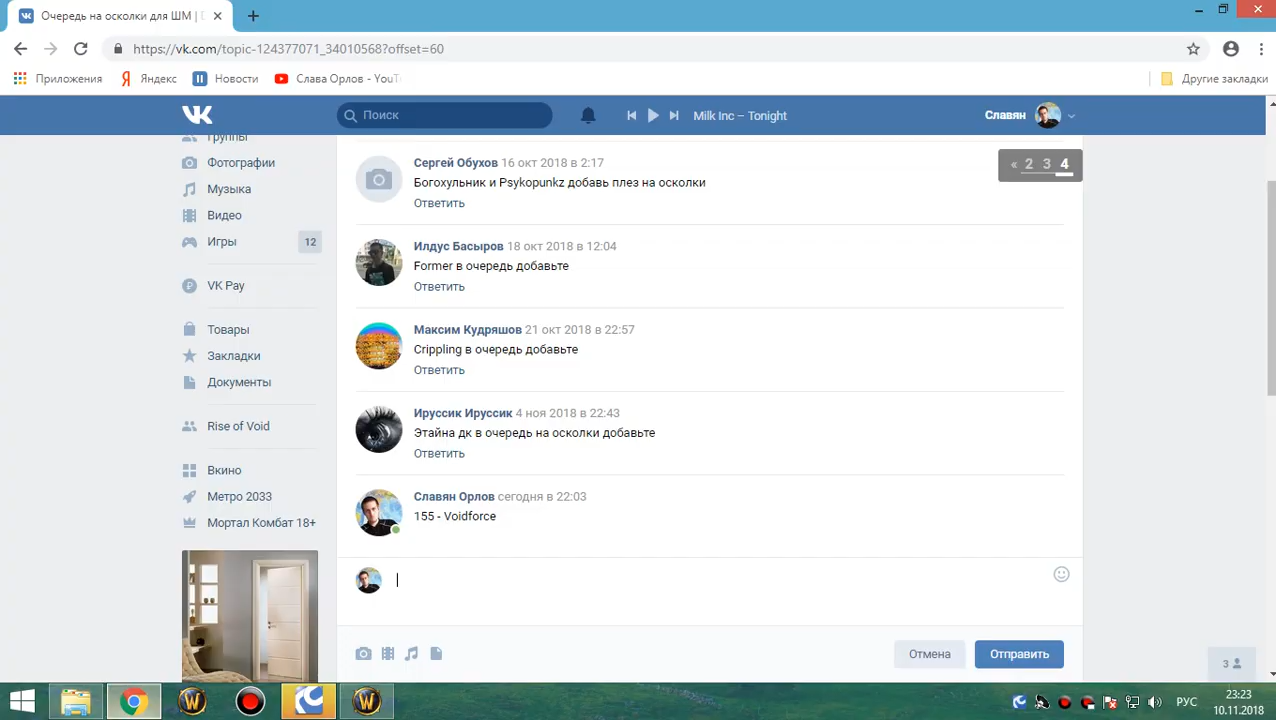 Очередь на осколки для ШМ |
https://vk.com/topic-124377071_34010568?offset=60
Приложения
Яндекс
Новости
Слава Орлов - YouT
Другие закладки
Поиск
Milk Inc – Tonight
Славян
Группы
Фотографии
Музыка
Видео
Игры
12
VK Pay
Товары
Закладки
Документы
Rise of Void
Вкино
Метро 2033
Мортал Комбат 18+
« 2 3 4
Сергей Обухов 16 окт 2018 в 2:17
Богохульник и Psykopunkz добавь плез на осколки
Ответить
Илдус Басыров 18 окт 2018 в 12:04
Former в очередь добавьте
Ответить
Максим Кудряшов 21 окт 2018 в 22:57
Crippling в очередь добавьте
Ответить
Ируссик Ируссик 4 ноя 2018 в 22:43
Этайна дк в очередь на осколки добавьте
Ответить
Славян Орлов сегодня в 22:03
155 - Voidforce
Отмена
Отправить
3
РУС
23:23
10.11.2018